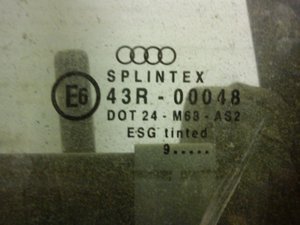 SPLINTEX
E6 43R - 00048
DOT 24 - M69 - AS2
ESG tinted
9.....